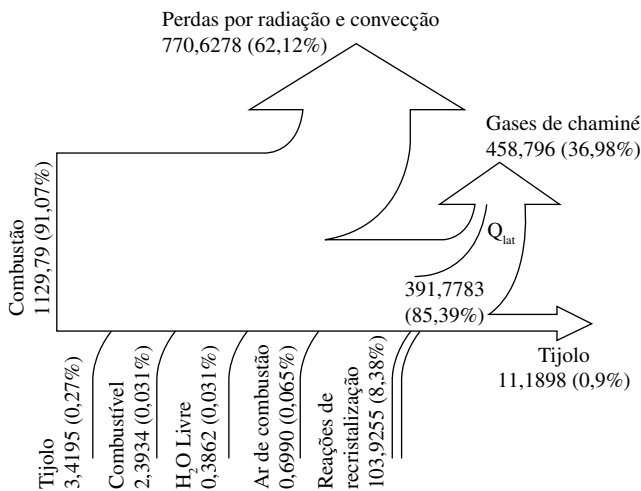 Perdas por radiação e convecção
770,6278 (62,12%)
Gases de chaminé
458,796 (36,98%)
Combustão
1129,79 (91,07%)
Q_lat
391,7783
(85,39%)
Tijolo
11,1898 (0,9%)
Tijolo
3,4195 (0,27%)
Combustível
2,3934 (0,031%)
H₂O Livre
0,3862 (0,031%)
Ar de combustão
0,6990 (0,065%)
Reações de
recristalização
103,9255 (8,38%)